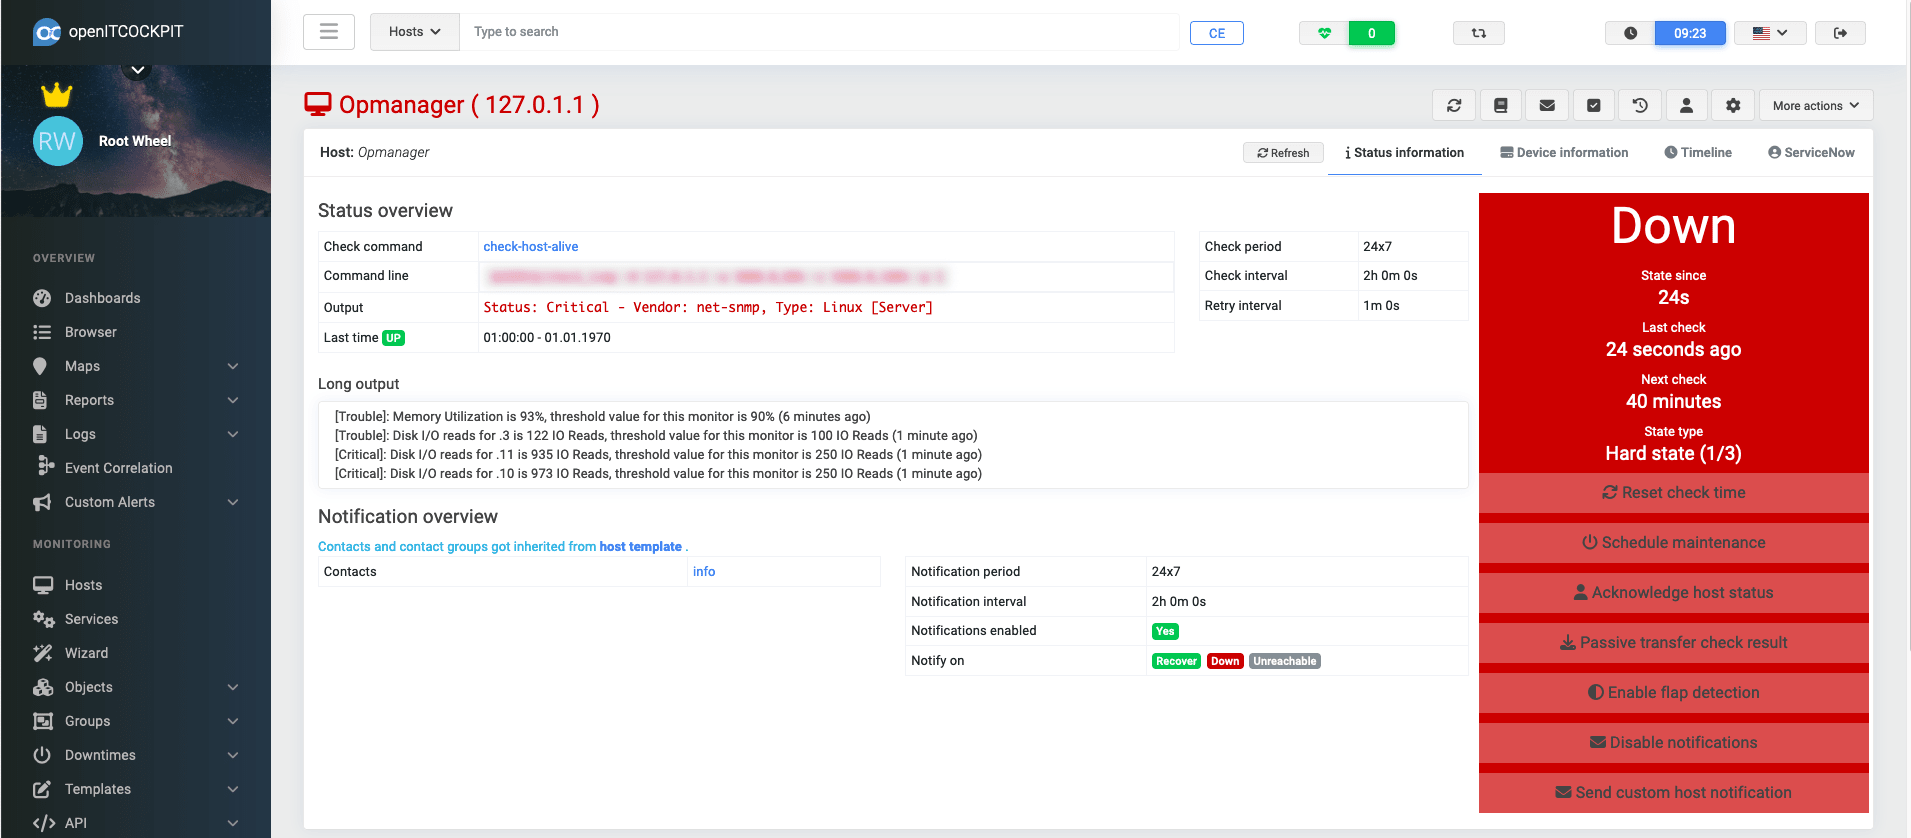 openITCOCKPIT
Hosts
Type to search
CE
0
09:23
RW
Root Wheel
OVERVIEW
Dashboards
Browser
Maps
Reports
Logs
Event Correlation
Custom Alerts
MONITORING
Hosts
Services
Wizard
Objects
Groups
Downtimes
Templates
API
Opmanager ( 127.0.1.1 )
More actions
Host: Opmanager
Refresh
Status information
Device information
Timeline
ServiceNow
Status overview
Check command check-host-alive
Command line
Output Status: Critical - Vendor: net-snmp, Type: Linux [Server]
Last time UP 01:00:00 - 01.01.1970
Check period 24x7
Check interval 2h 0m 0s
Retry interval 1m 0s
Long output
[Trouble]: Memory Utilization is 93%, threshold value for this monitor is 90% (6 minutes ago)
[Trouble]: Disk I/O reads for .3 is 122 IO Reads, threshold value for this monitor is 100 IO Reads (1 minute ago)
[Critical]: Disk I/O reads for .11 is 935 IO Reads, threshold value for this monitor is 250 IO Reads (1 minute ago)
[Critical]: Disk I/O reads for .10 is 973 IO Reads, threshold value for this monitor is 250 IO Reads (1 minute ago)
Notification overview
Contacts and contact groups got inherited from host template .
Contacts info
Notification period 24x7
Notification interval 2h 0m 0s
Notifications enabled Yes
Notify on Recover Down Unreachable
Down
State since
24s
Last check
24 seconds ago
Next check
40 minutes
State type
Hard state (1/3)
Reset check time
Schedule maintenance
Acknowledge host status
Passive transfer check result
Enable flap detection
Disable notifications
Send custom host notification